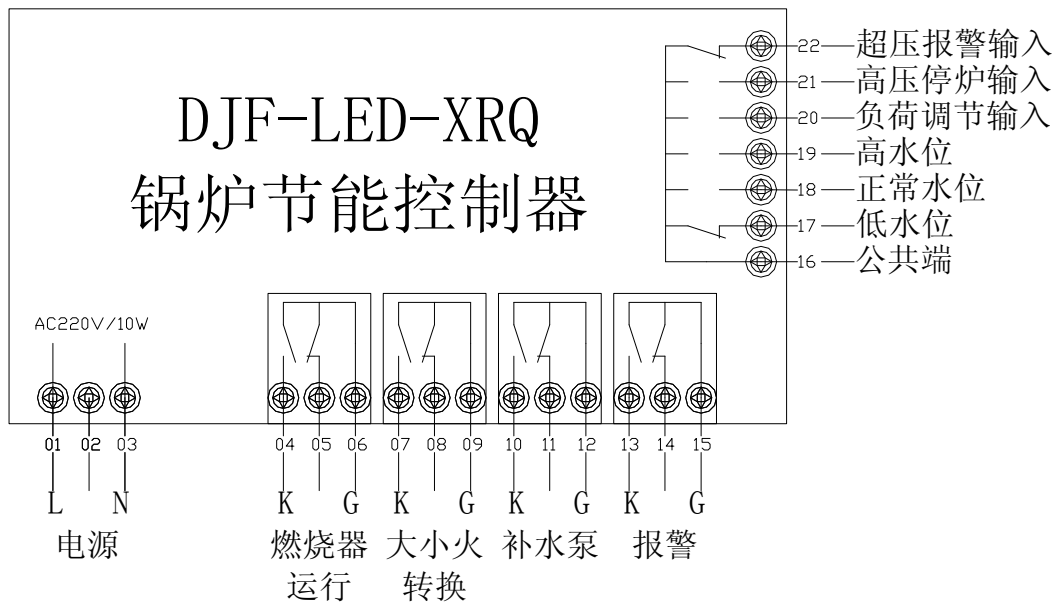 DJF-LED-XRQ
锅炉节能控制器
22 超压报警输入
21 高压停炉输入
20 负荷调节输入
19 高水位
18 正常水位
17 低水位
16 公共端
AC220V/10W
01 02 03 04 05 06 07 08 09 10 11 12 13 14 15
L N K G K G K G K G
电源 燃烧器 大小火 补水泵 报警
运行 转换